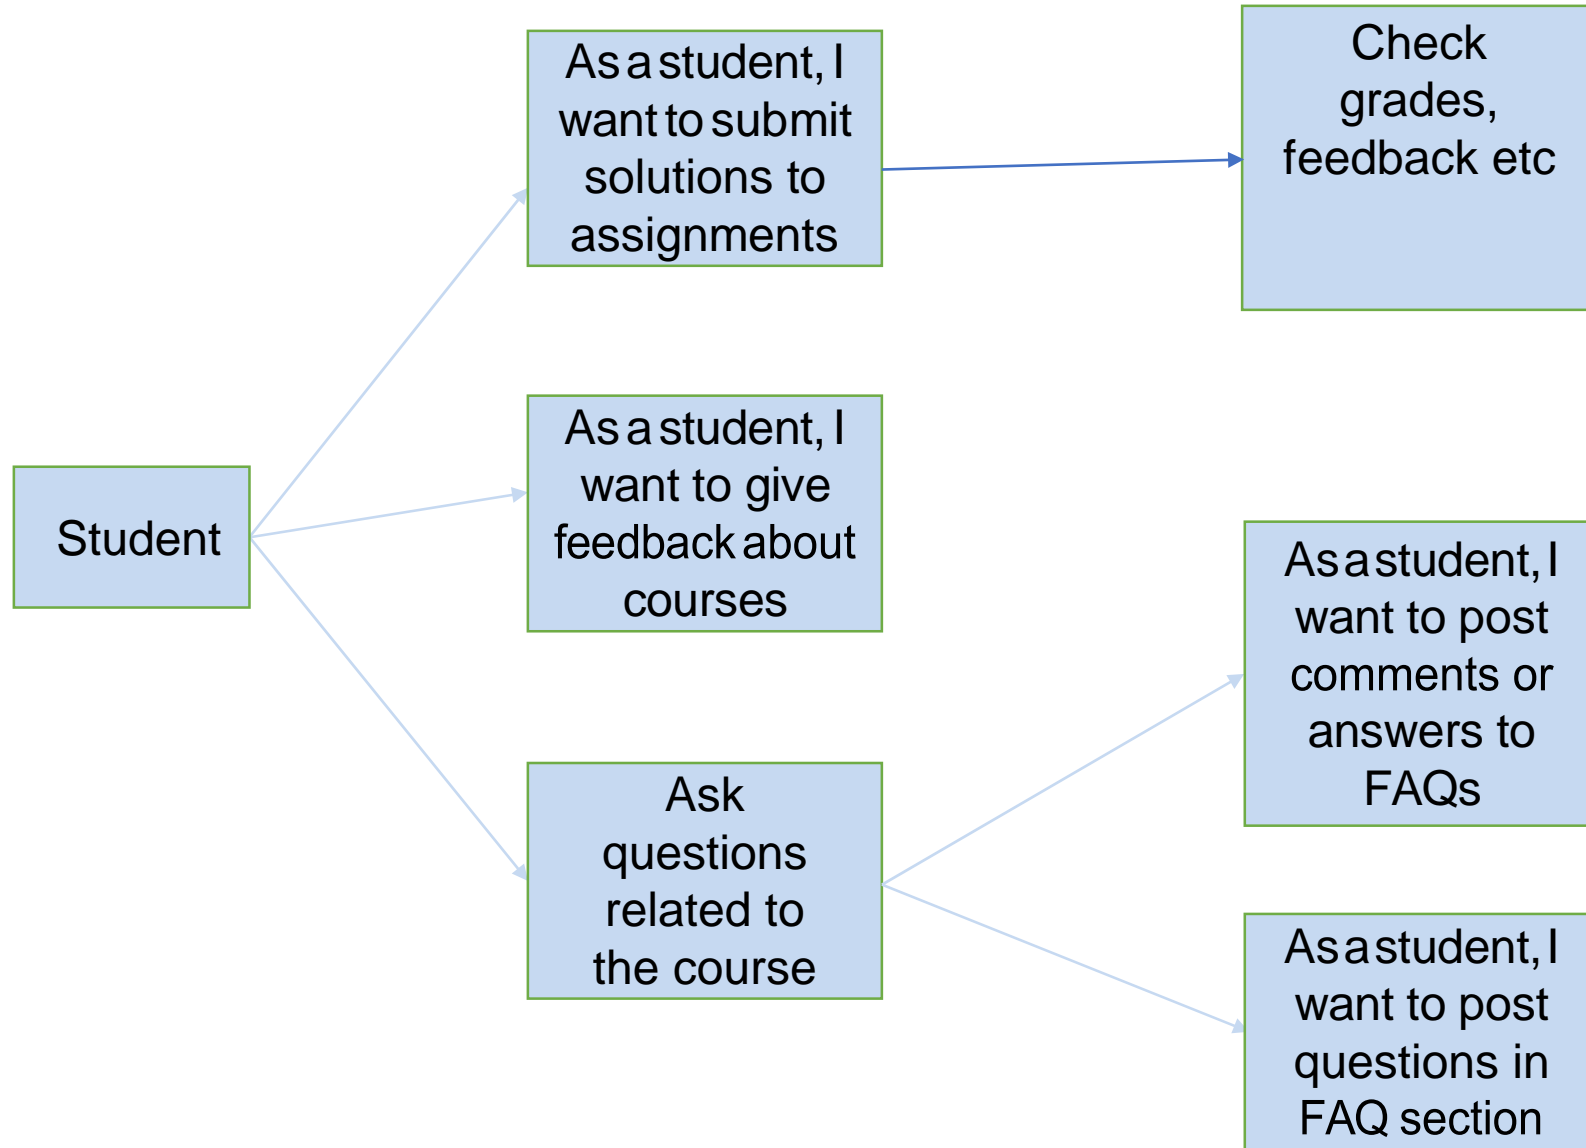 Student
As a student, I
want to submit
solutions to
assignments
Check
grades,
feedback etc
As a student, I
want to give
feedback about
courses
Ask
questions
related to
the course
As a student, I
want to post
comments or
answers to
FAQs
As a student, I
want to post
questions in
FAQ section